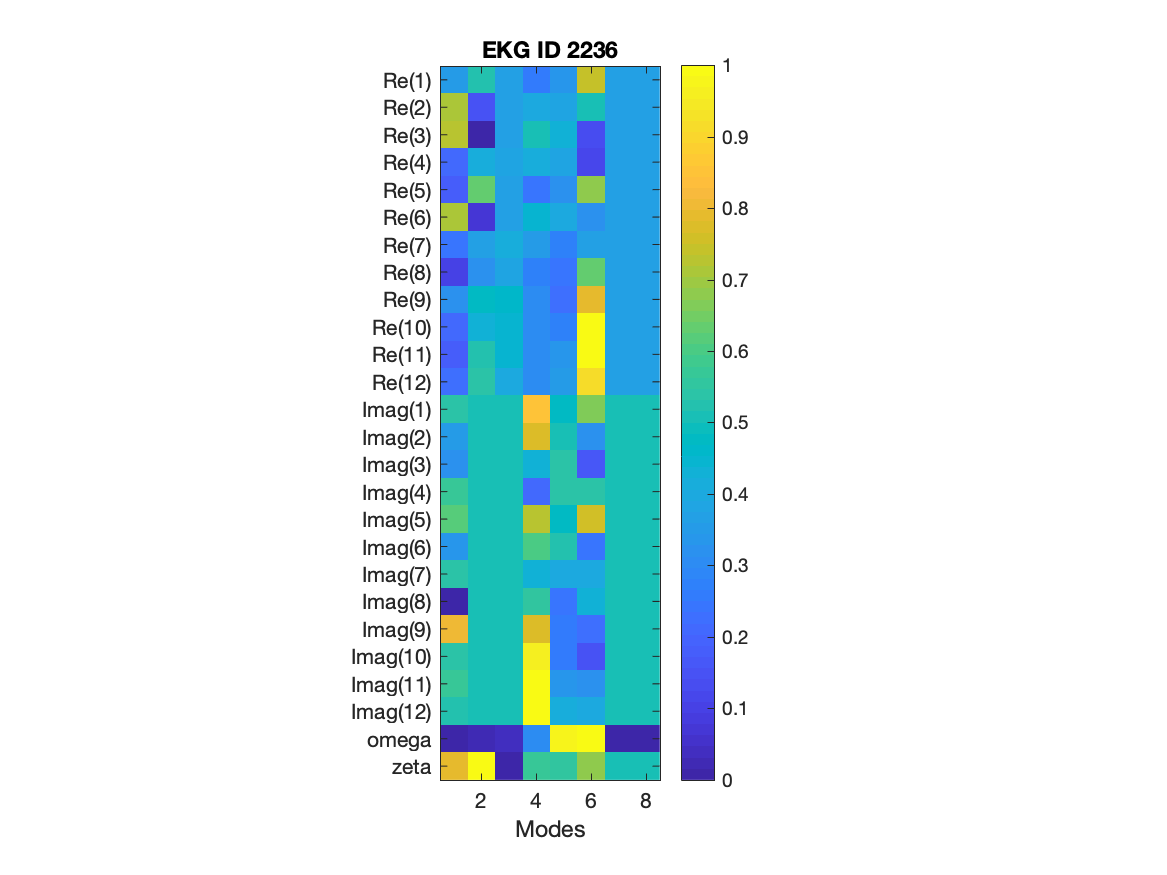 EKG ID 2236
Re(1)
Re(2)
Re(3)
Re(4)
Re(5)
Re(6)
Re(7)
Re(8)
Re(9)
Re(10)
Re(11)
Re(12)
Imag(1)
Imag(2)
Imag(3)
Imag(4)
Imag(5)
Imag(6)
Imag(7)
Imag(8)
Imag(9)
Imag(10)
Imag(11)
Imag(12)
omega
zeta
2 4 6 8
Modes
1
0.9
0.8
0.7
0.6
0.5
0.4
0.3
0.2
0.1
0